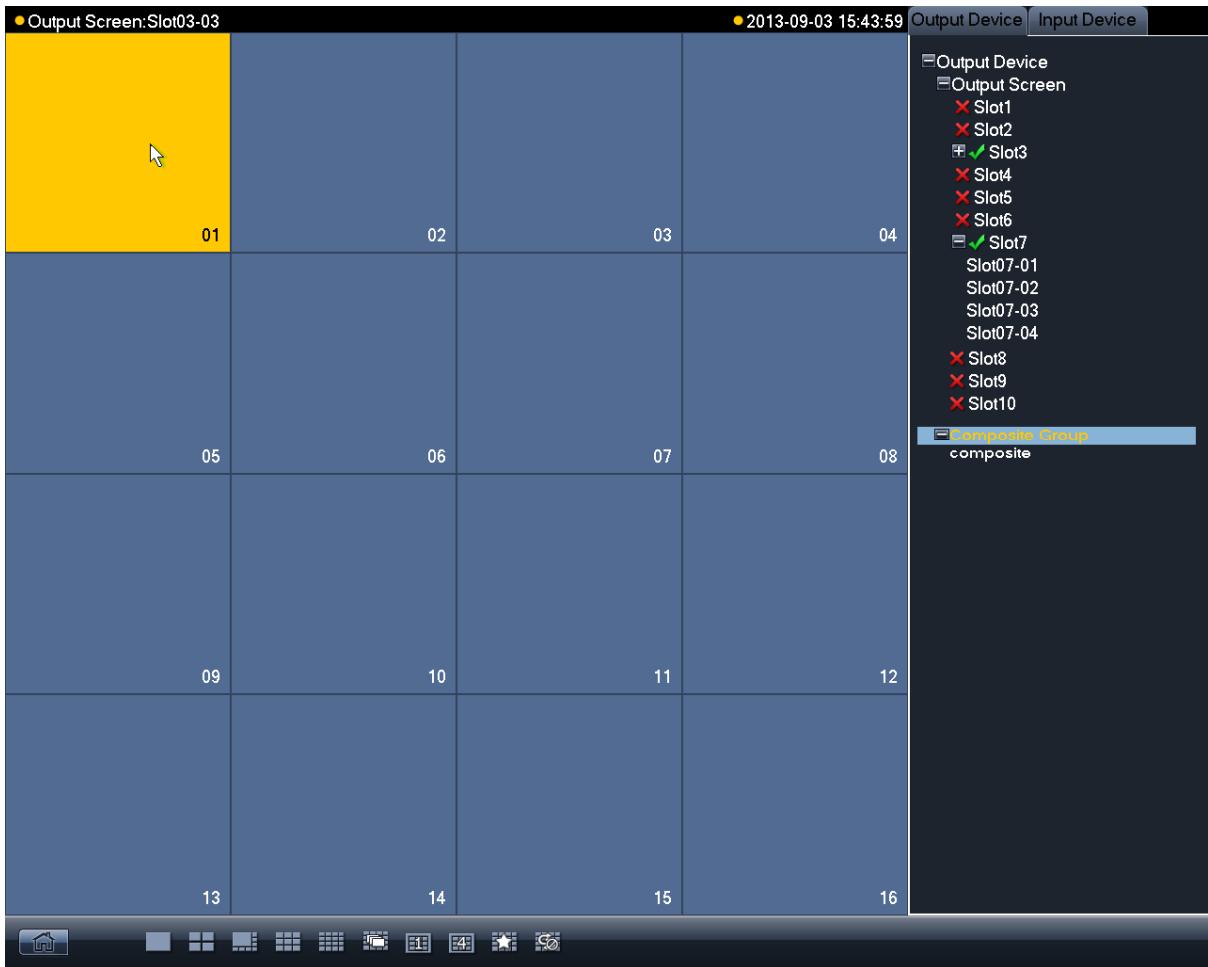 Output Screen:Slot03-03
2013-09-03 15:43:59
Output Device
Input Device
Output Device
Output Screen
Slot1
Slot2
Slot3
Slot4
Slot5
Slot6
Slot7
Slot07-01
Slot07-02
Slot07-03
Slot07-04
Slot8
Slot9
Slot10
Composite Group
composite
01
02
03
04
05
06
07
08
09
10
11
12
13
14
15
16
1
4